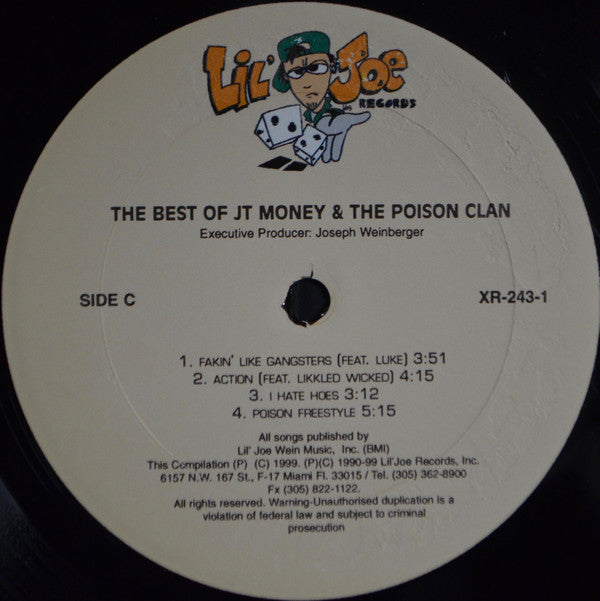 LIL' JOE
RECORDS
THE BEST OF JT MONEY & THE POISON CLAN
Executive Producer: Joseph Weinberger
SIDE C
XR-243-1
1. FAKIN' LIKE GANGSTERS (FEAT. LUKE) 3:51
2. ACTION (FEAT. LIKKLED WICKED) 4:15
3. I HATE HOES 3:12
4. POISON FREESTYLE 5:15
All songs published by
Lil' Joe Wein Music, Inc. (BMI)
This Compilation (P) (C) 1999. (P)(C) 1990-99 Lil'Joe Records, Inc.
6157 N.W. 167 St., F-17 Miami Fl. 33015 / Tel. (305) 362-8900
Fx (305) 822-1122.
All rights reserved. Warning-Unauthorised duplication is a
violation of federal law and subject to criminal
prosecution